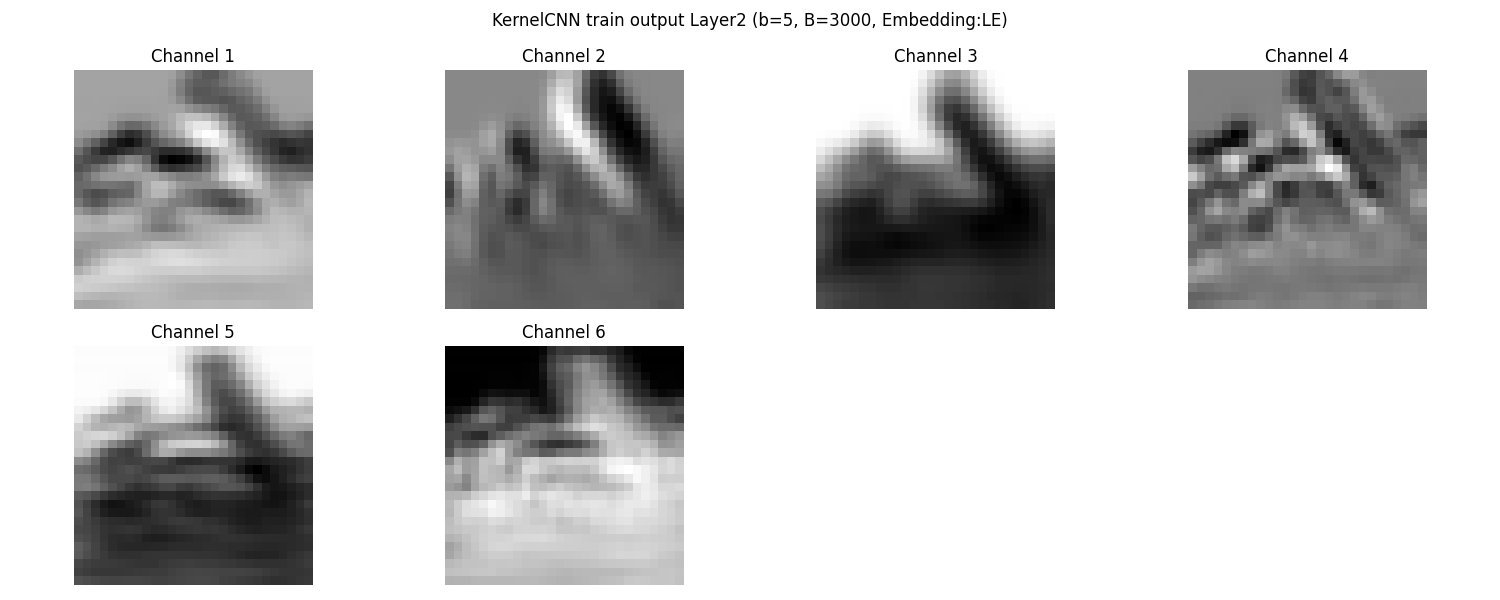 KernelCNN train output Layer2 (b=5, B=3000, Embedding:LE)
Channel 1
Channel 2
Channel 3
Channel 4
Channel 5
Channel 6